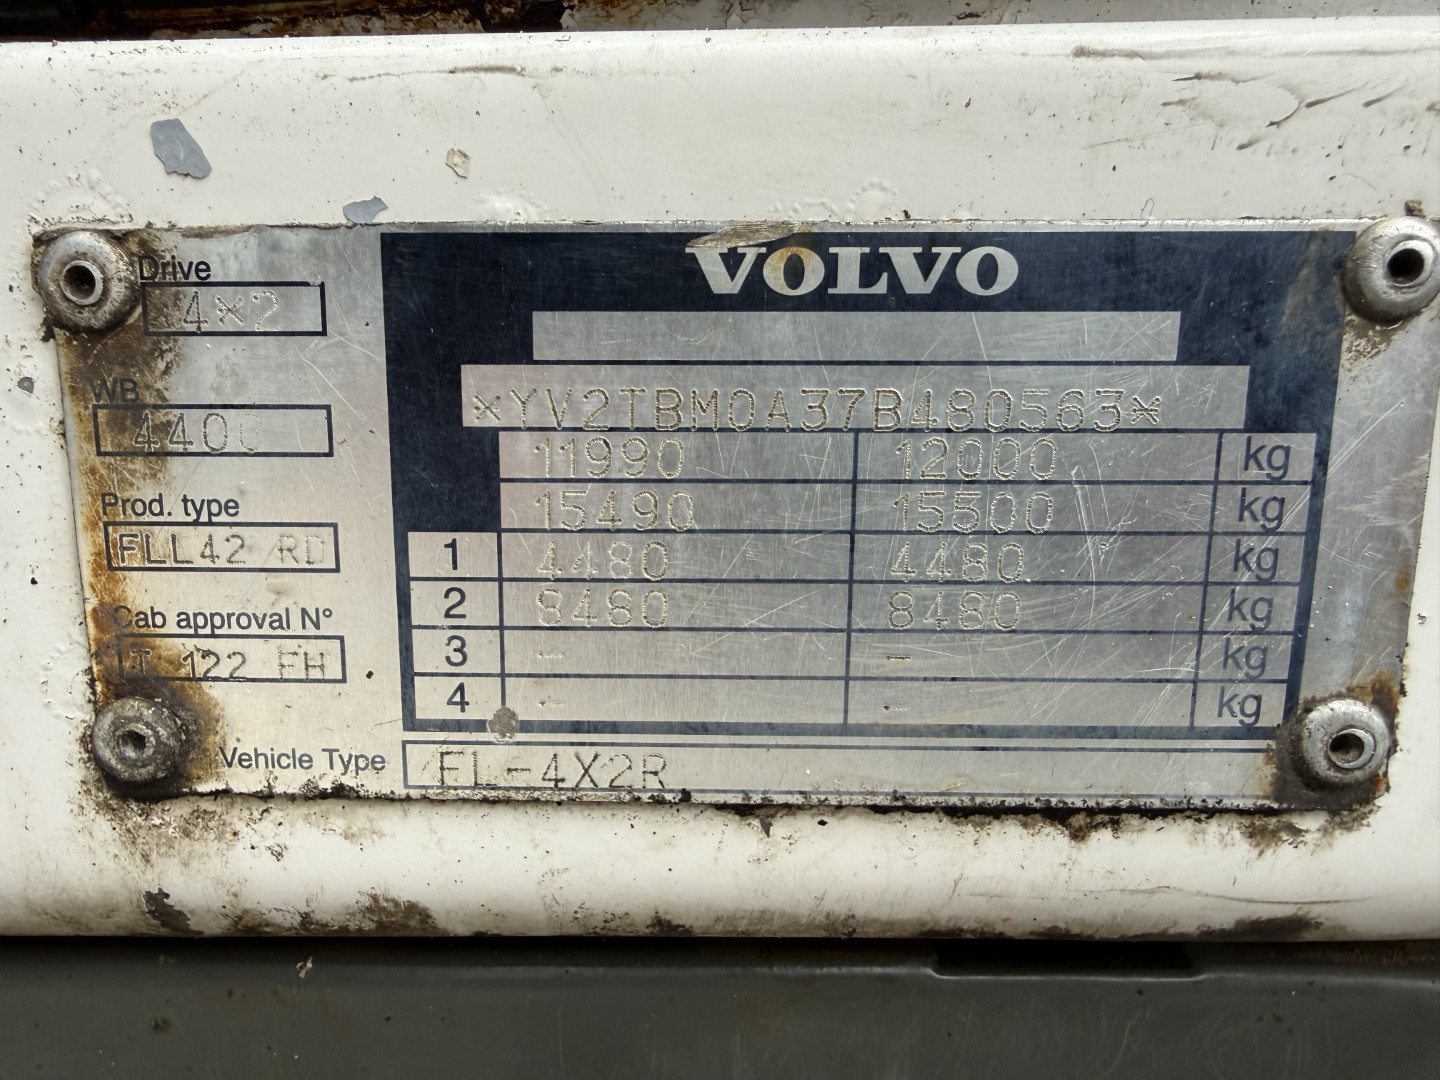 VOLVO
Drive
4*2
WB
4400
Prod. type
FLL42 RD
Cab approval N°
T 122 FH
*YV2TBM0A37B480563*
11990 12000 kg
15490 15500 kg
1 4480 4480 kg
2 8480 8480 kg
3 - - kg
4 - - kg
Vehicle Type FL-4X2R